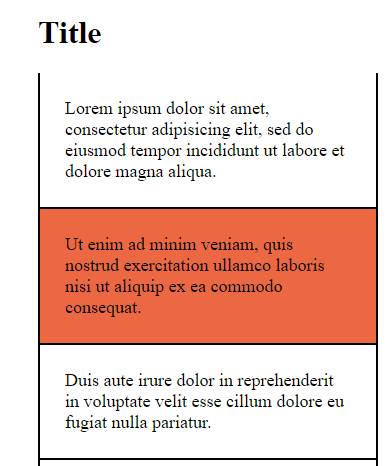 Title
Lorem ipsum dolor sit amet,
consectetur adipisicing elit, sed do
eiusmod tempor incididunt ut labore et
dolore magna aliqua.
Ut enim ad minim veniam, quis
nostrud exercitation ullamco laboris
nisi ut aliquip ex ea commodo
consequat.
Duis aute irure dolor in reprehenderit
in voluptate velit esse cillum dolore eu
fugiat nulla pariatur.